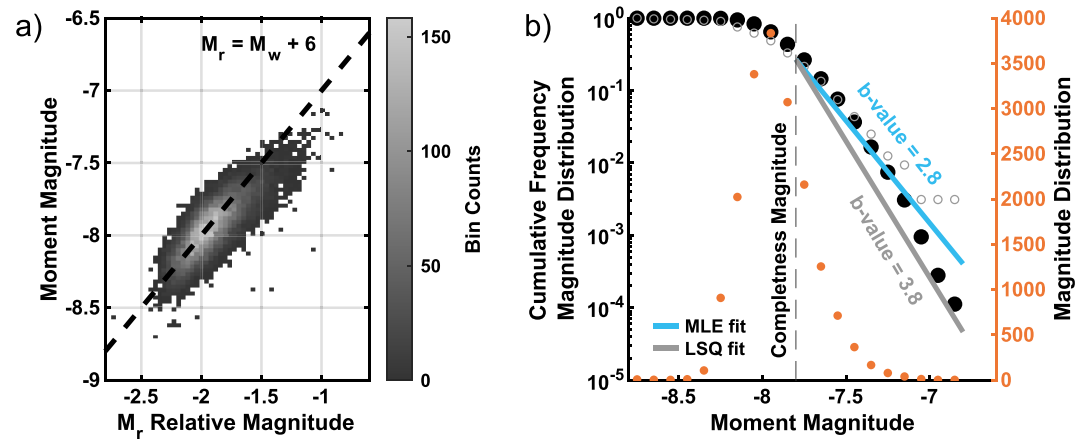 a)
M_r = M_w + 6
-6.5
-7
-7.5
-8
-8.5
-9
Moment Magnitude
-2.5
-2
-1.5
-1
M_r Relative Magnitude
150
100
50
0
Bin Counts
b)
10^0
10^-1
10^-2
10^-3
10^-4
10^-5
Cumulative Frequency
Magnitude Distribution
Completness Magnitude
b-value = 2.8
b-value = 3.8
MLE fit
LSQ fit
-8.5
-8
-7.5
-7
Moment Magnitude
4000
3500
3000
2500
2000
1500
1000
500
0
Magnitude Distribution